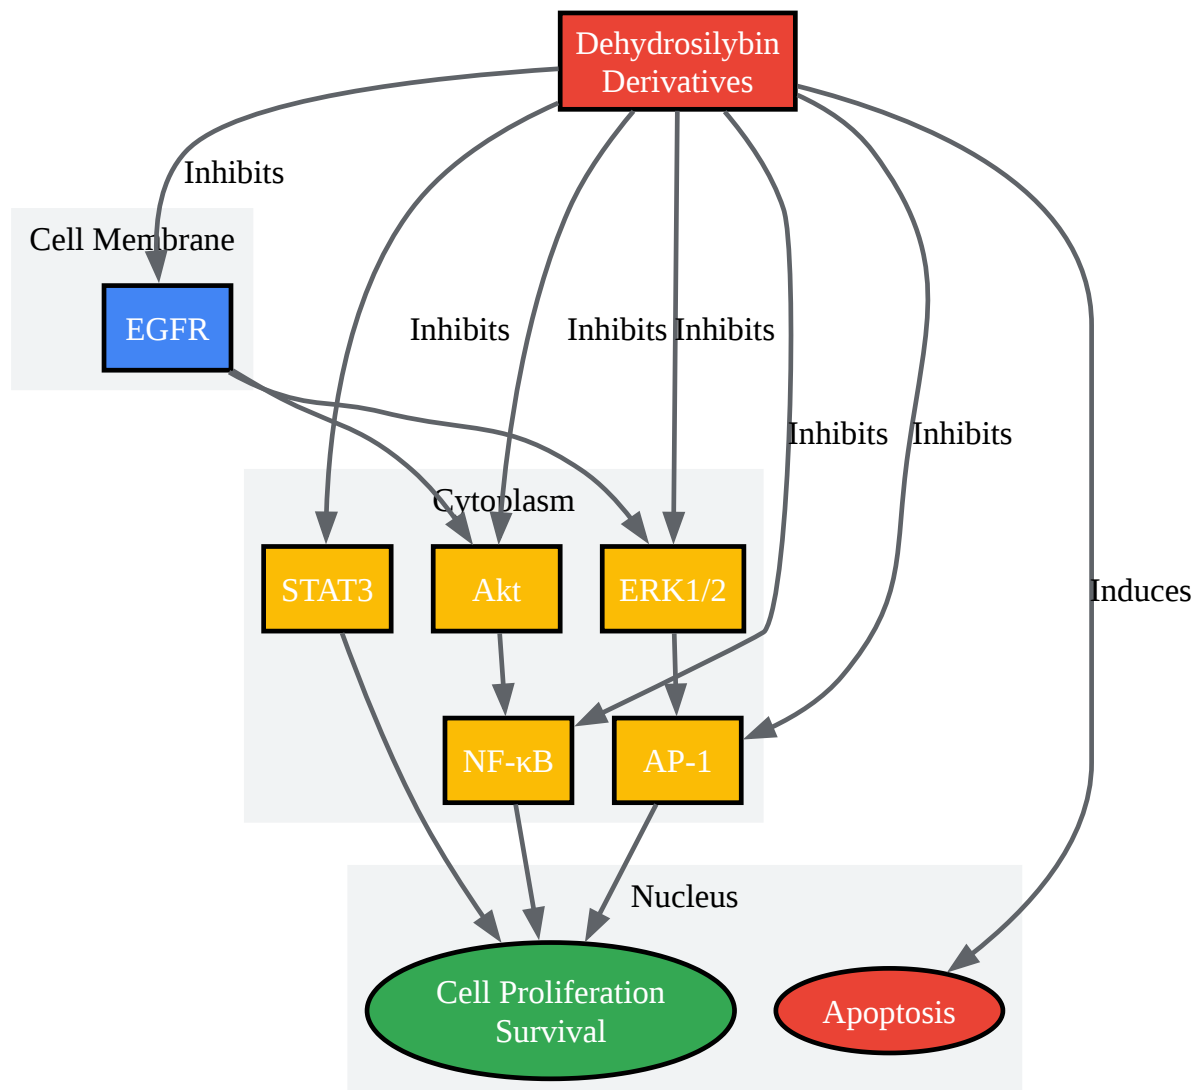 Dehydrosilybin
Derivatives
Inhibits
Cell Membrane
EGFR
Inhibits
Inhibits
Inhibits
Inhibits
Inhibits
Cytoplasm
STAT3
Akt
ERK1/2
Induces
NF-κB
AP-1
Nucleus
Cell Proliferation
Survival
Apoptosis